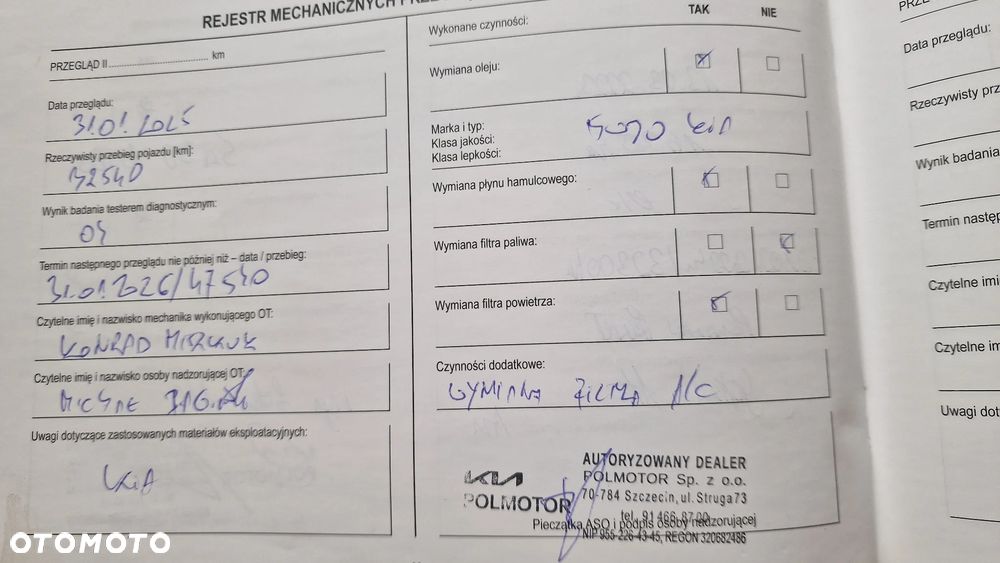 REJESTR MECHANICZNYCH
PRZEGLĄD II ........................ km
Data przeglądu:
31.01.2025
Rzeczywisty przebieg pojazdu [km]:
32540
Wynik badania testerem diagnostycznym:
Termin następnego przeglądu nie później niż – data / przebieg:
31.01.2026/47540
Czytelne imię i nazwisko mechanika wykonującego OT:
KONRAD
Czytelne imię i nazwisko osoby nadzorującej OT
Uwagi dotyczące zastosowanych materiałów eksploatacyjnych:
KIA
Wykonane czynności:
TAK NIE
Wymiana oleju:
Marka i typ:
Klasa jakości:
Klasa lepkości:
KIA
Wymiana płynu hamulcowego:
Wymiana filtra paliwa:
Wymiana filtra powietrza:
Czynności dodatkowe:
WYMIANA FILTRA A/C
KIA
POLMOTOR
AUTORYZOWANY DEALER
POLMOTOR Sp. z o.o.
70-784 Szczecin, ul. Struga 73
tel. 91 466 87 00
Pieczątka ASO i podpis osoby nadzorującej
NIP 955-226-43-45, REGON 320682486
Data przeglądu:
Rzeczywisty prz
Wynik badania
Termin następ
Czytelne imi
Czytelne im
Uwagi dot
OTOMOTO